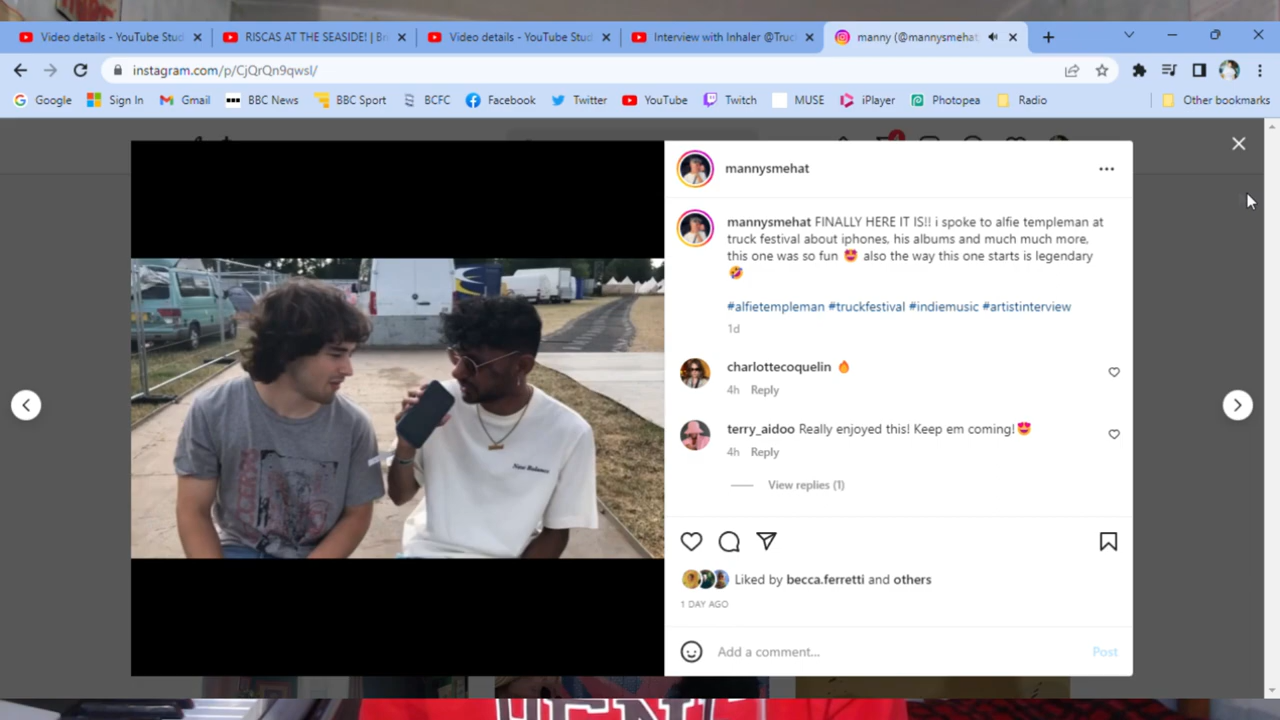 Video details - YouTube Stud
RISCAS AT THE SEASIDE! | Bri
Video details - YouTube Stud
Interview with Inhaler @Truc
manny (@mannysmehat
instagram.com/p/CjQrQn9qwsl/
Google
Sign In
Gmail
BBC News
BBC Sport
BCFC
Facebook
Twitter
YouTube
Twitch
MUSE
iPlayer
Photopea
Radio
Other bookmarks
4
mannysmehat
mannysmehat FINALLY HERE IT IS!! i spoke to alfie templeman at
truck festival about iphones, his albums and much much more,
this one was so fun 😍 also the way this one starts is legendary
🤣
#alfietempleman #truckfestival #indiemusic #artistinterview
1d
charlottecoquelin 🔥
4h Reply
terry_aidoo Really enjoyed this! Keep em coming!😍
4h Reply
View replies (1)
Liked by becca.ferretti and others
1 DAY AGO
Add a comment...
Post
New Balance